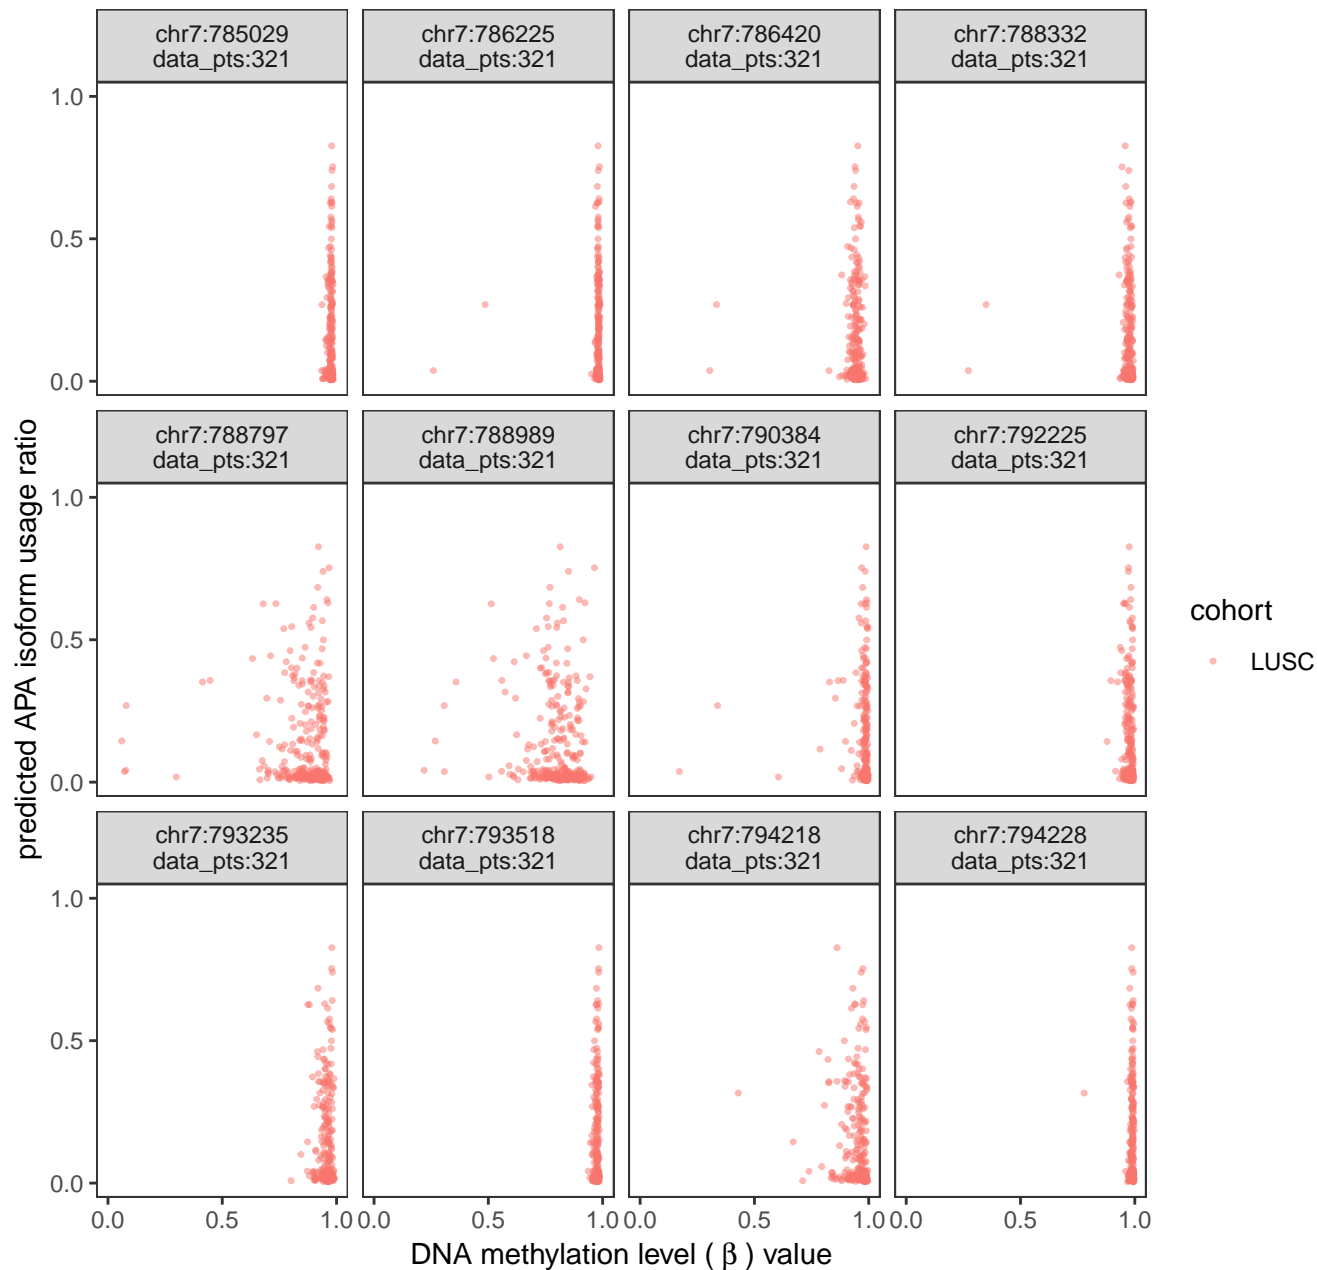 chr7:785029
data_pts:321
chr7:786225
data_pts:321
chr7:786420
data_pts:321
chr7:788332
data_pts:321
1.0
0.5
0.0
chr7:788797
data_pts:321
chr7:788989
data_pts:321
chr7:790384
data_pts:321
chr7:792225
data_pts:321
1.0
0.5
0.0
chr7:793235
data_pts:321
chr7:793518
data_pts:321
chr7:794218
data_pts:321
chr7:794228
data_pts:321
1.0
0.5
0.0
0.0 0.5 1.0
0.0 0.5 1.0
0.0 0.5 1.0
0.0 0.5 1.0
DNA methylation level ( β ) value
predicted APA isoform usage ratio
cohort
LUSC